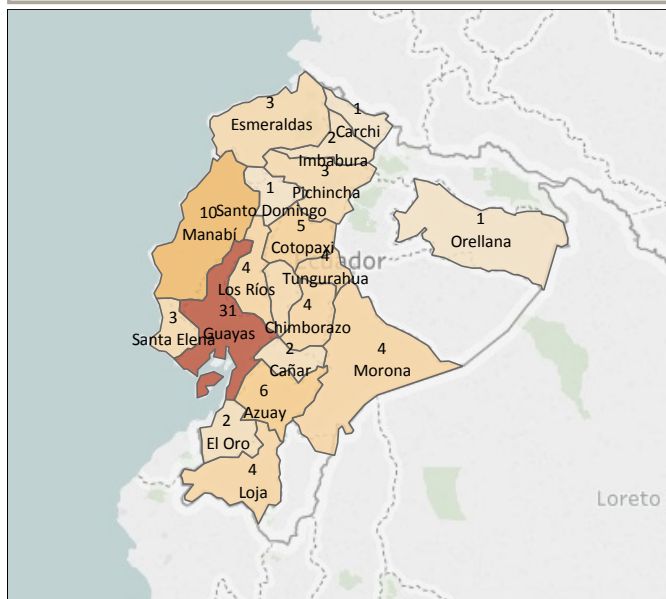 3
Esmeraldas
1
Carchi
2
Imbabura
3
Pichincha
1
Santo Domingo
10
Manabí
5
Cotopaxi
1
Orellana
Ecuador
4
Tungurahua
4
Los Ríos
31
Guayas
3
Santa Elena
4
Chimborazo
2
Cañar
4
Morona
6
Azuay
2
El Oro
4
Loja
Loreto